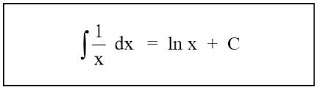 ∫ 1/x dx = ln x + C